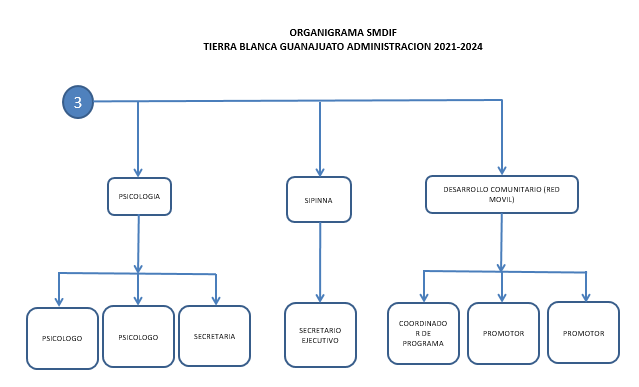 ORGANIGRAMA SMDIF
TIERRA BLANCA GUANAJUATO ADMINISTRACION 2021-2024
3
PSICOLOGIA
SIPINNA
DESARROLLO COMUNITARIO (RED
MOVIL)
PSICOLOGO
PSICOLOGO
SECRETARIA
SECRETARIO
EJECUTIVO
COORDINADO
R DE
PROGRAMA
PROMOTOR
PROMOTOR